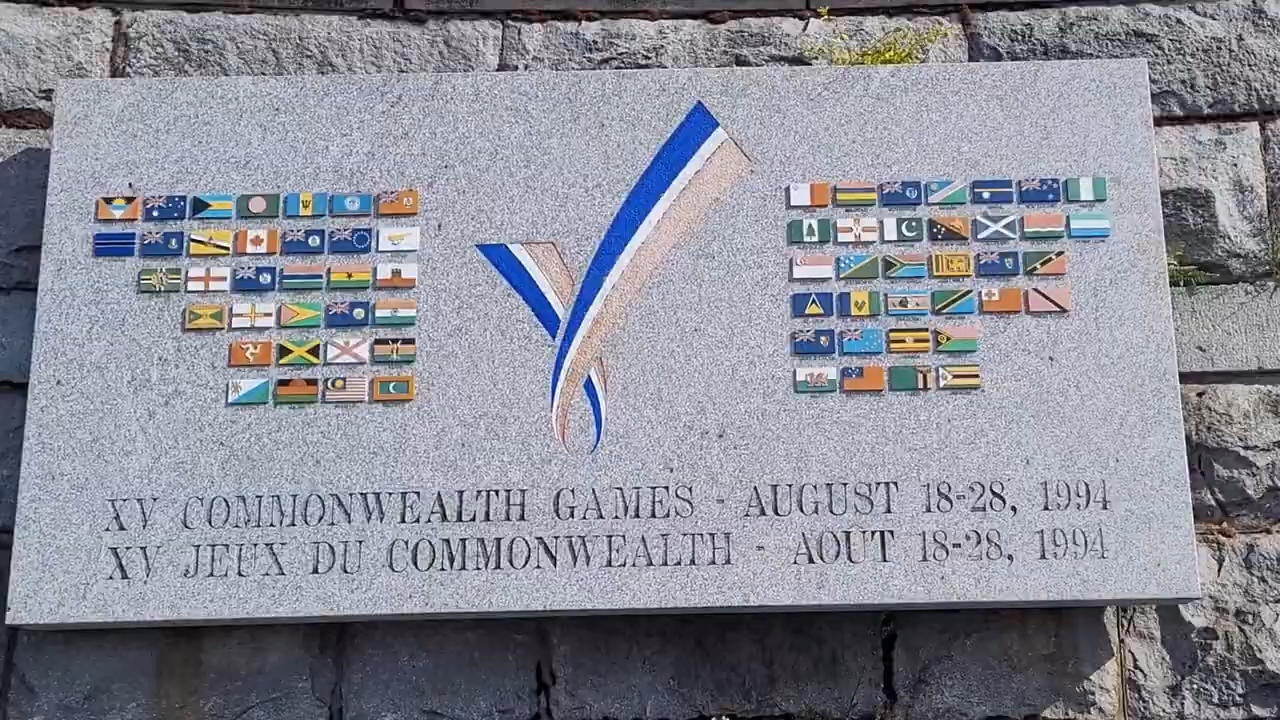 XV COMMONWEALTH GAMES - AUGUST 18-28, 1994
XV JEUX DU COMMONWEALTH - AOUT 18-28, 1994